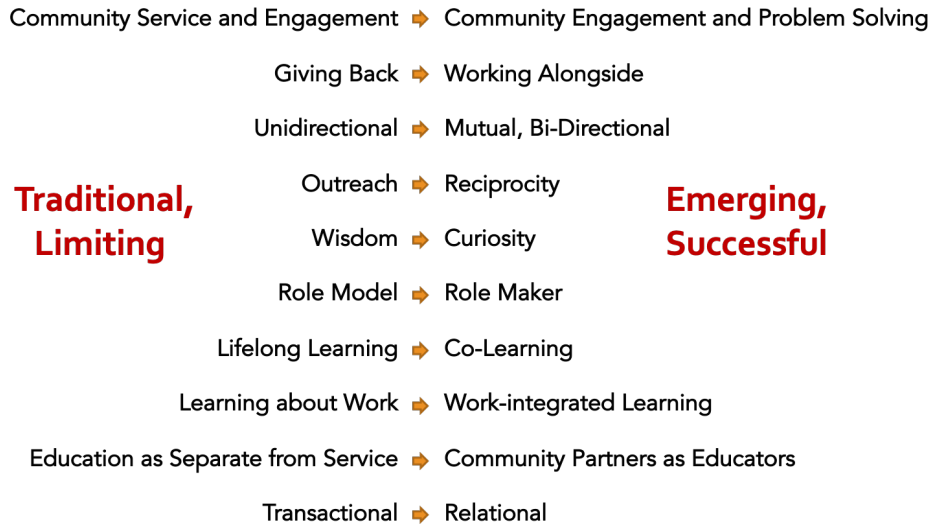 Community Service and Engagement ➡ Community Engagement and Problem Solving
Giving Back ➡ Working Alongside
Unidirectional ➡ Mutual, Bi-Directional
Outreach ➡ Reciprocity
Traditional,
Limiting
Emerging,
Successful
Wisdom ➡ Curiosity
Role Model ➡ Role Maker
Lifelong Learning ➡ Co-Learning
Learning about Work ➡ Work-integrated Learning
Education as Separate from Service ➡ Community Partners as Educators
Transactional ➡ Relational